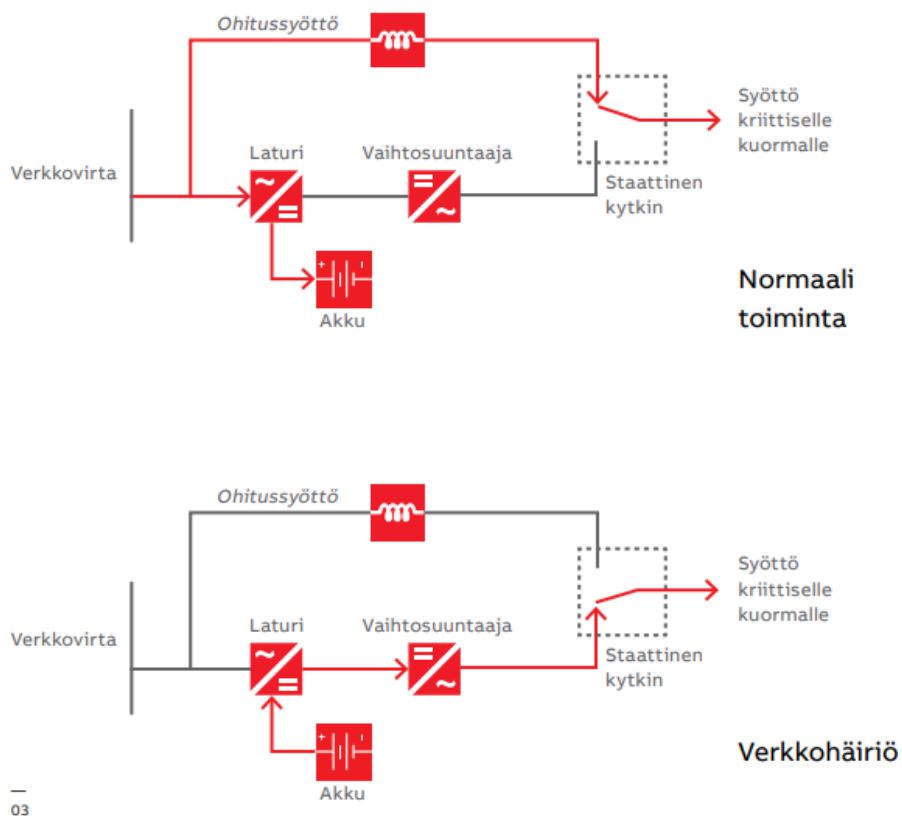 Ohitussyöttö
Syöttö
kriittiselle
kuormalle
Verkkovirta
Laturi
Vaihtosuuntaaja
Staattinen
kytkin
Akku
Normaali
toiminta
Ohitussyöttö
Syöttö
kriittiselle
kuormalle
Verkkovirta
Laturi
Vaihtosuuntaaja
Staattinen
kytkin
Akku
Verkkohäiriö
03